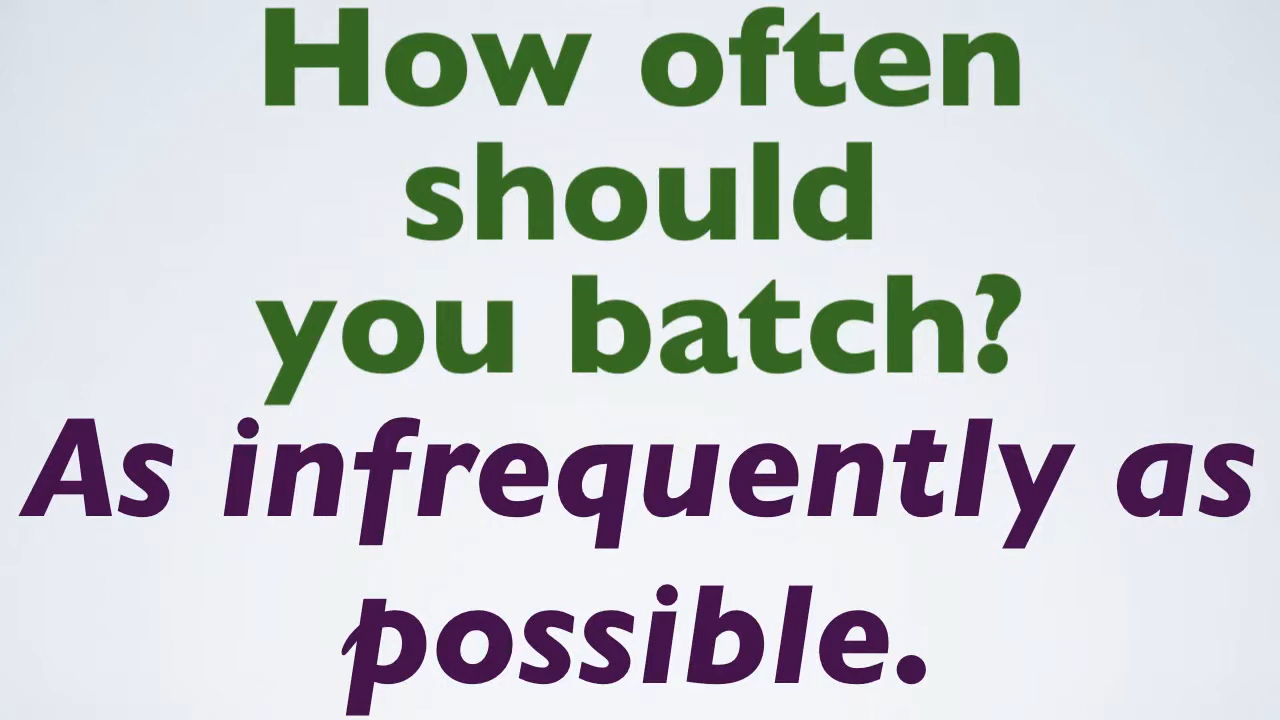 How often
should
you batch?
As infrequently as
possible.